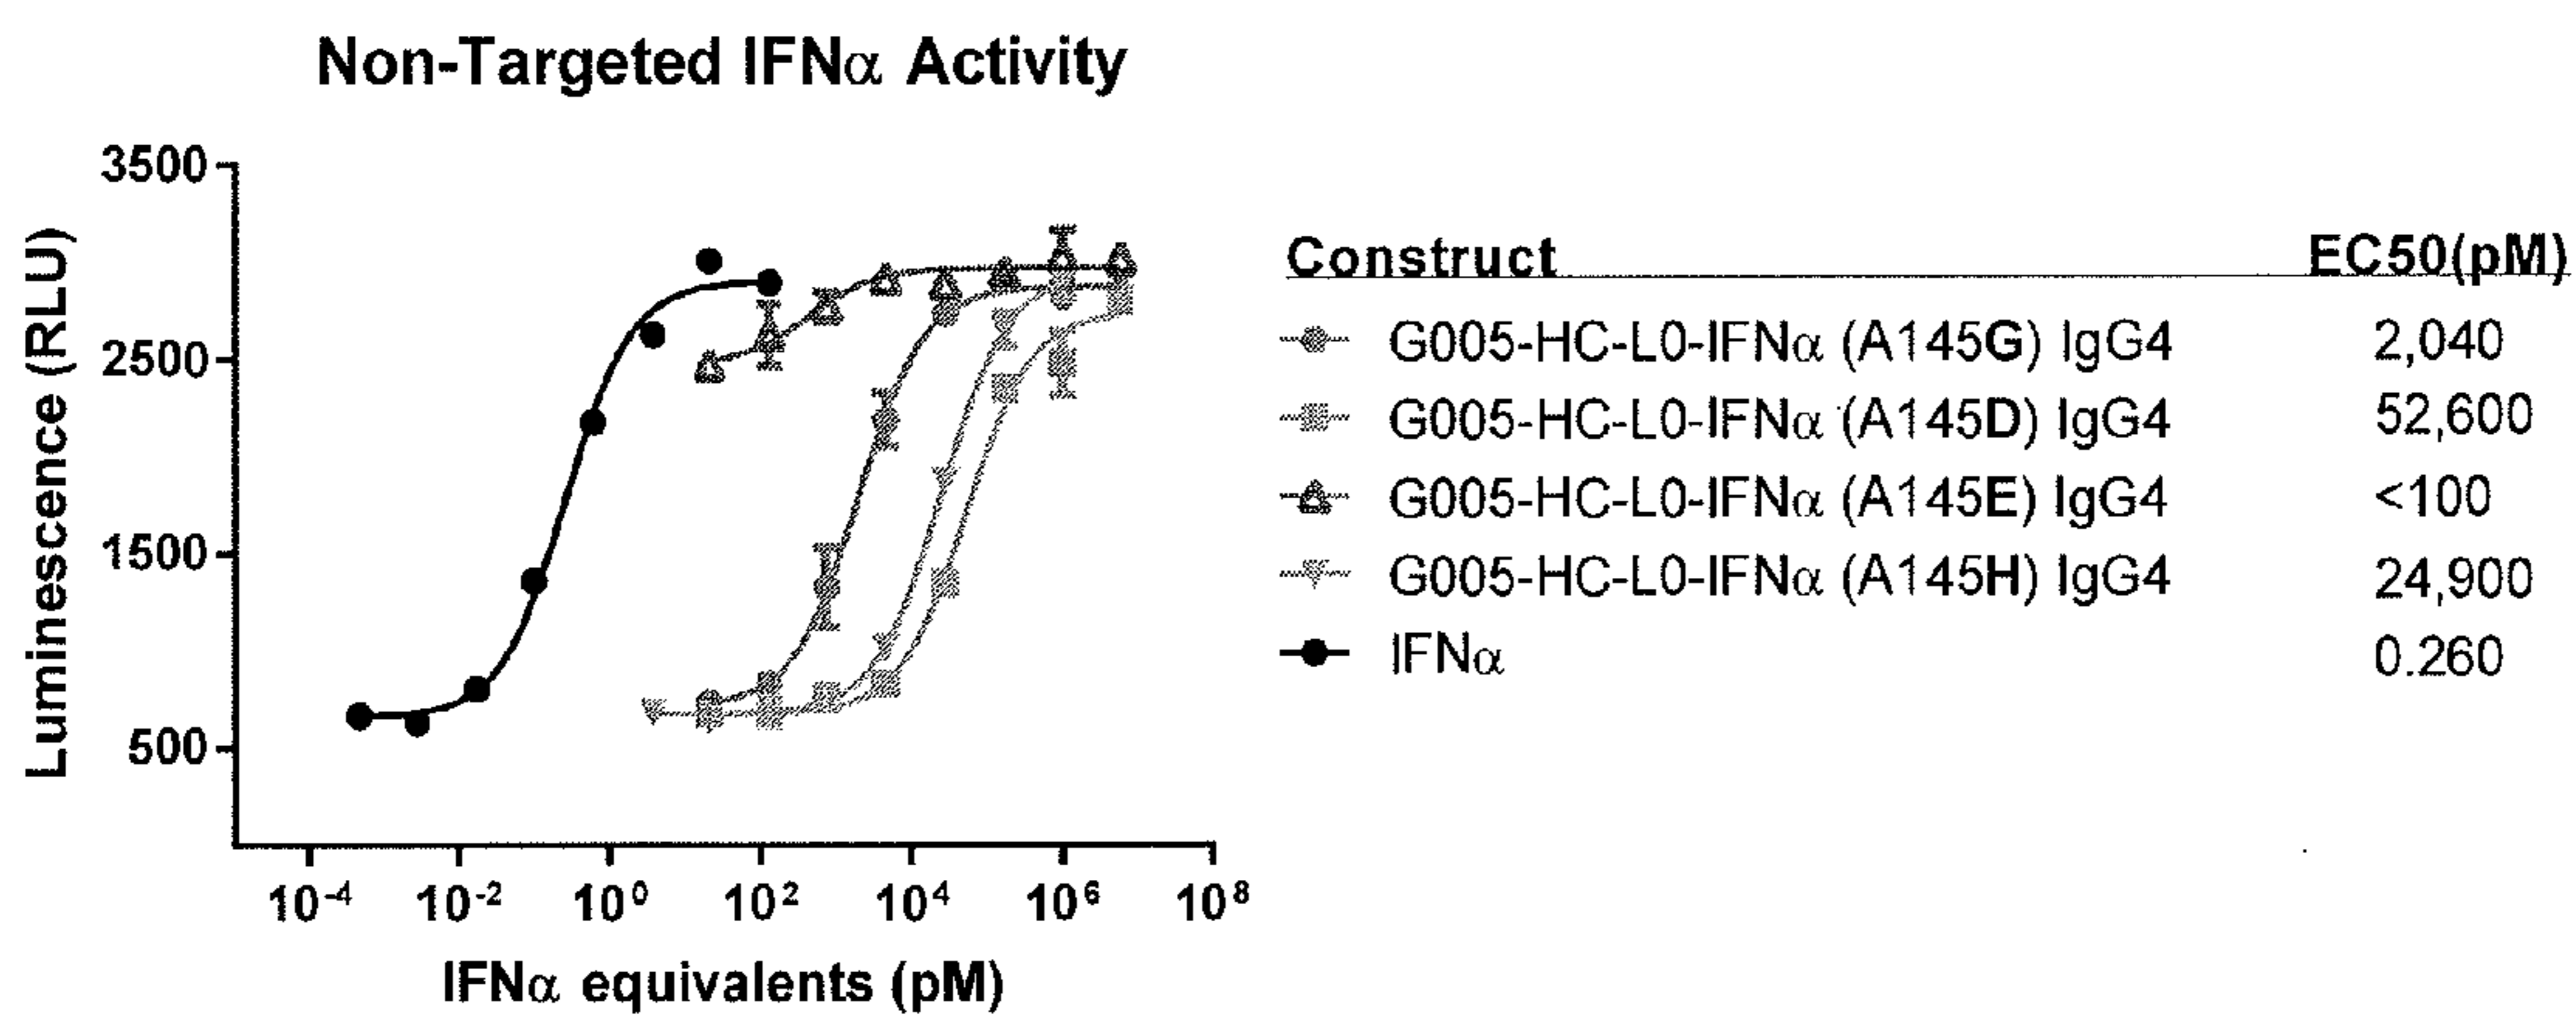 Non-Targeted IFNα Activity
3500
2500
1500
500
Luminescence (RLU)
10-4 10-2 100 102 104 106 108
IFNα equivalents (pM)
Construct EC50(pM)
G005-HC-L0-IFNα (A145G) IgG4 2,040
G005-HC-L0-IFNα (A145D) IgG4 52,600
G005-HC-L0-IFNα (A145E) IgG4 <100
G005-HC-L0-IFNα (A145H) IgG4 24,900
IFNα 0.260